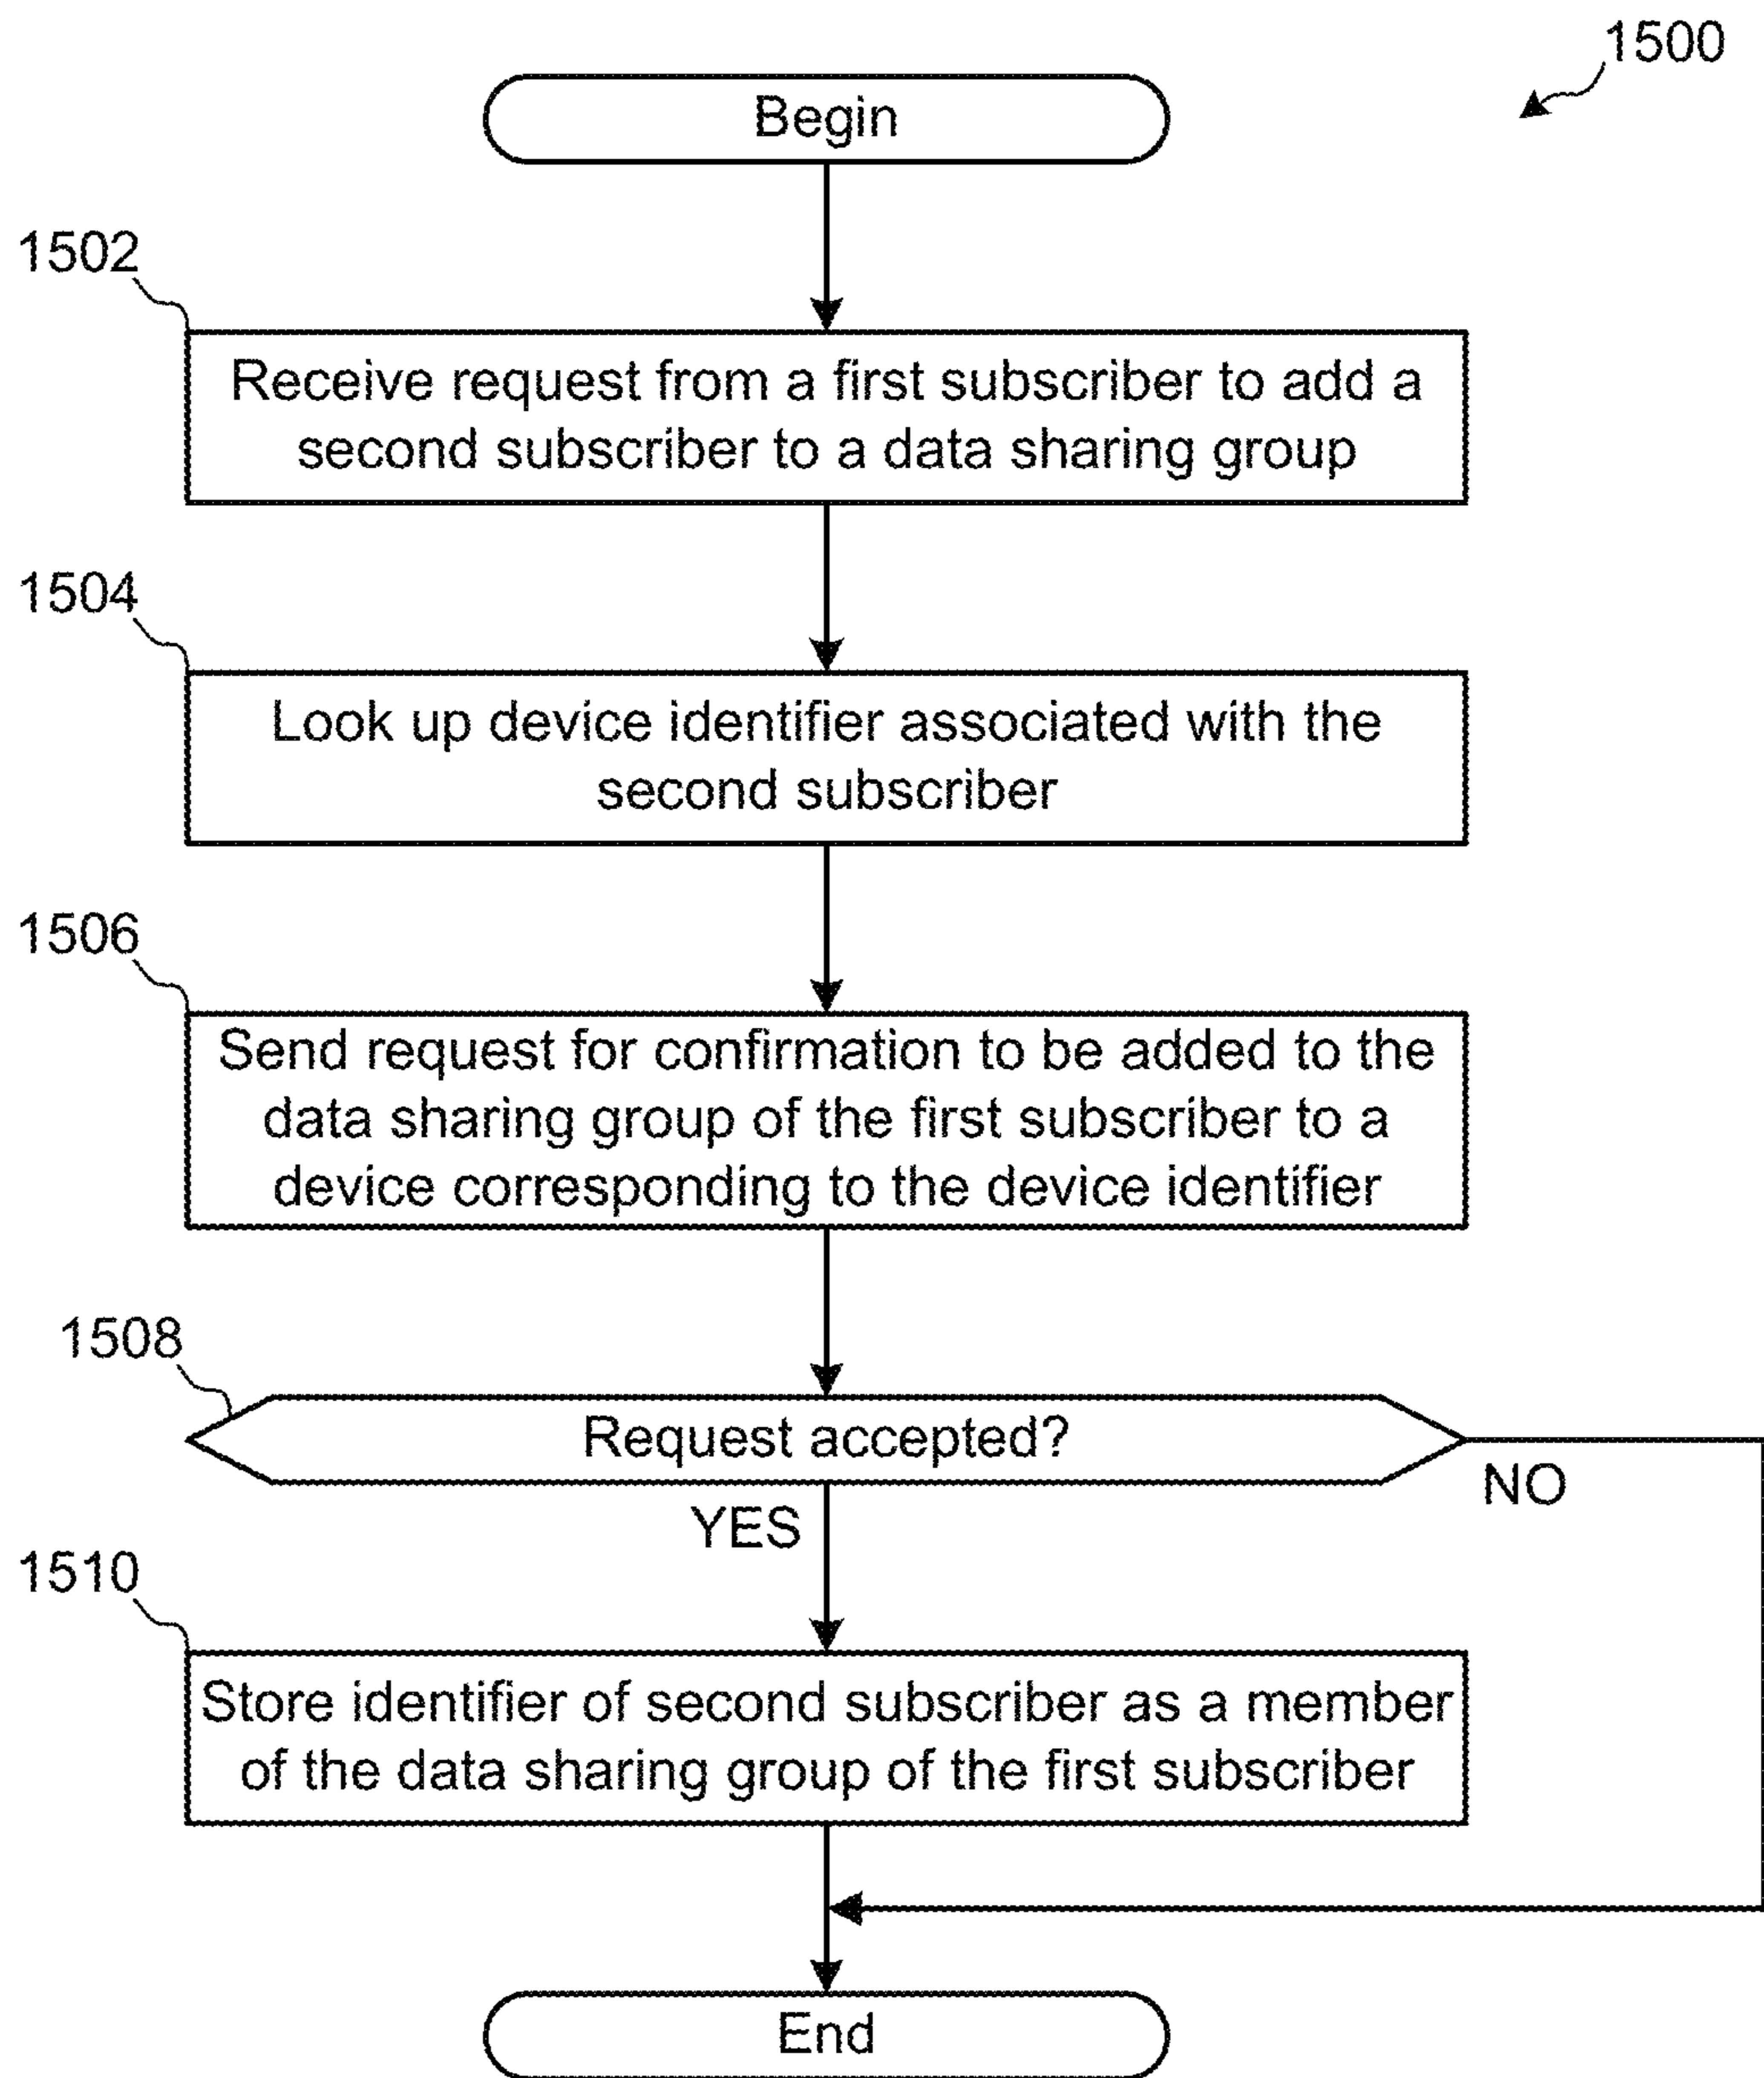 1500
Begin
1502
Receive request from a first subscriber to add a
second subscriber to a data sharing group
1504
Look up device identifier associated with the
second subscriber
1506
Send request for confirmation to be added to the
data sharing group of the first subscriber to a
device corresponding to the device identifier
1508
Request accepted?
NO
YES
1510
Store identifier of second subscriber as a member
of the data sharing group of the first subscriber
End